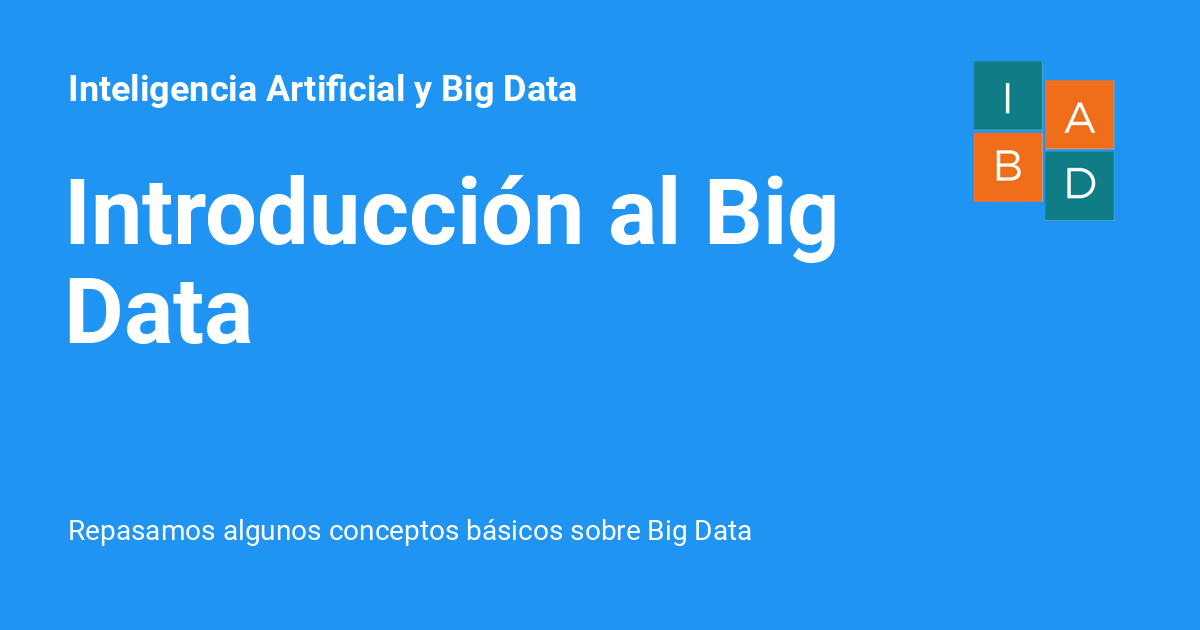 Inteligencia Artificial y Big Data
I
A
B
D
Introducción al Big
Data
Repasamos algunos conceptos básicos sobre Big Data